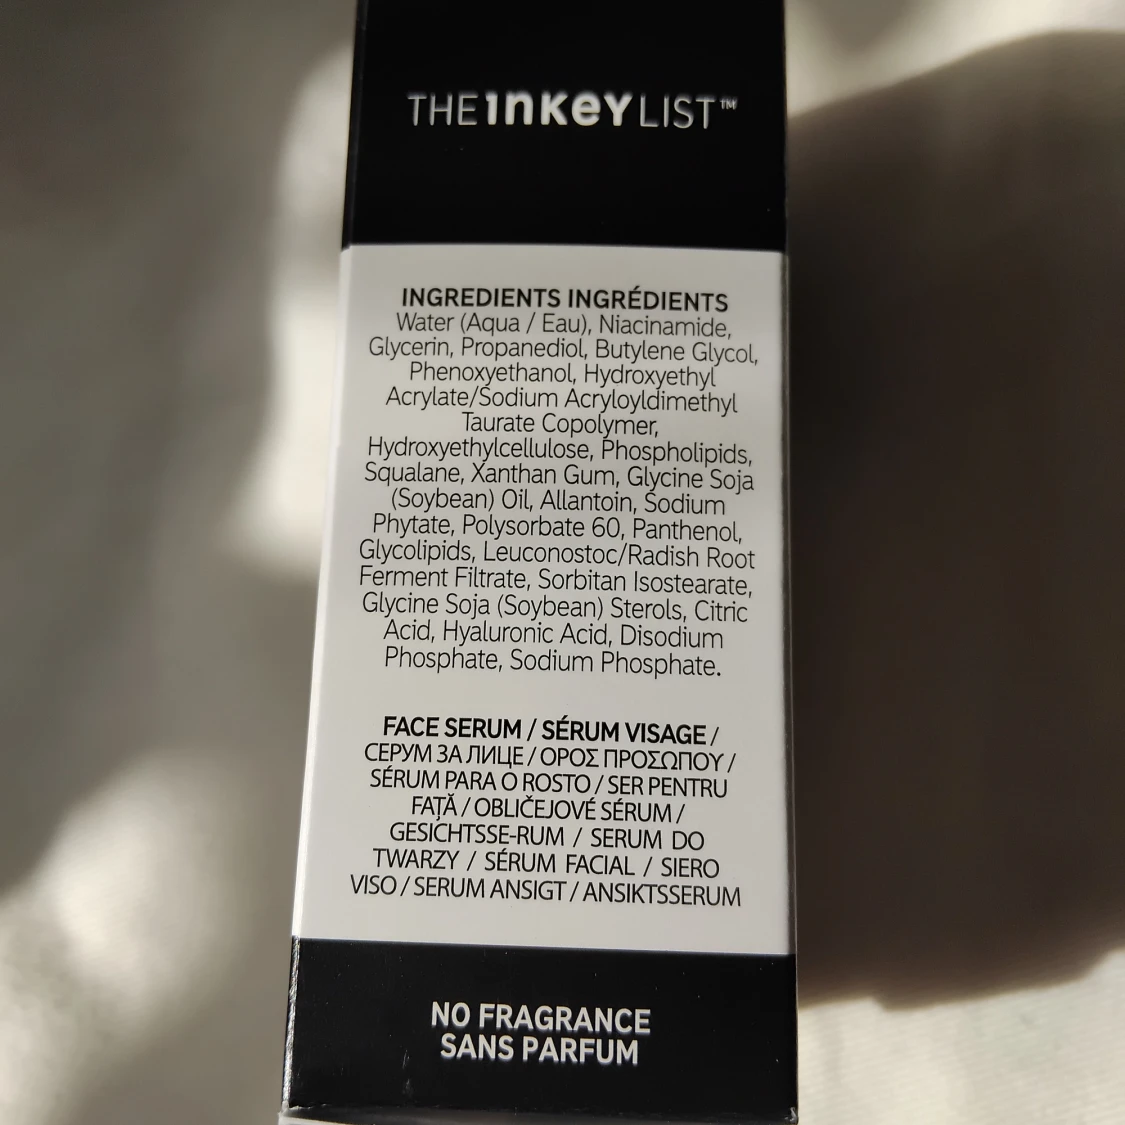 THE INKEY LIST™
INGREDIENTS INGRÉDIENTS
Water (Aqua / Eau), Niacinamide,
Glycerin, Propanediol, Butylene Glycol,
Phenoxyethanol, Hydroxyethyl
Acrylate/Sodium Acryloyldimethyl
Taurate Copolymer,
Hydroxyethylcellulose, Phospholipids,
Squalane, Xanthan Gum, Glycine Soja
(Soybean) Oil, Allantoin, Sodium
Phytate, Polysorbate 60, Panthenol,
Glycolipids, Leuconostoc/Radish Root
Ferment Filtrate, Sorbitan Isostearate,
Glycine Soja (Soybean) Sterols, Citric
Acid, Hyaluronic Acid, Disodium
Phosphate, Sodium Phosphate.
FACE SERUM / SÉRUM VISAGE /
СЕРУМ ЗА ЛИЦЕ / ΟΡΟΣ ΠΡΟΣΩΠΟΥ /
SÉRUM PARA O ROSTO / SER PENTRU
FAȚĂ / OBLIČEJOVÉ SÉRUM /
GESICHTSSE-RUM / SERUM DO
TWARZY / SÉRUM FACIAL / SIERO
VISO / SERUM ANSIGT / ANSIKTSSERUM
NO FRAGRANCE
SANS PARFUM